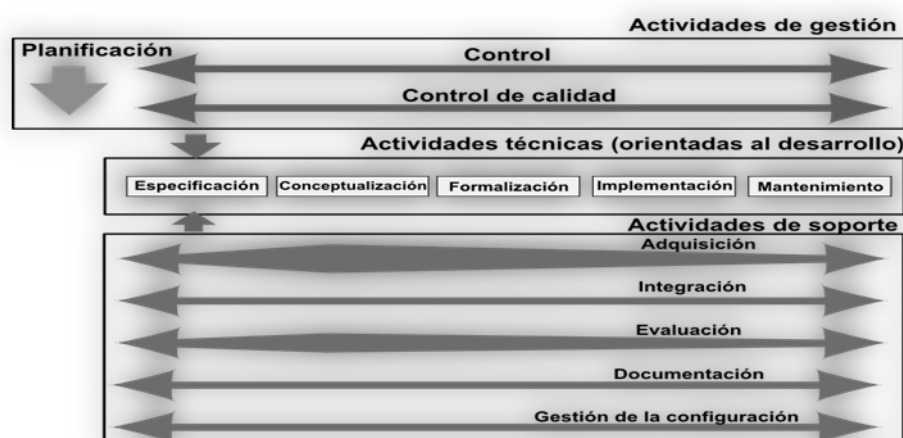 Actividades de gestión
Planificación
Control
Control de calidad
Actividades técnicas (orientadas al desarrollo)
Especificación Conceptualización Formalización Implementación Mantenimiento
Actividades de soporte
Adquisición
Integración
Evaluación
Documentación
Gestión de la configuración